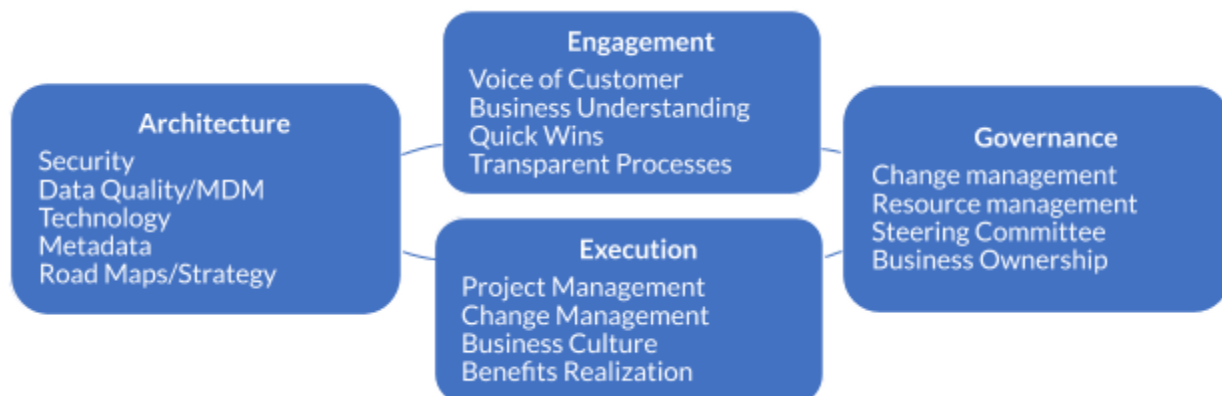 Engagement
Voice of Customer
Business Understanding
Quick Wins
Transparent Processes
Architecture
Security
Data Quality/MDM
Technology
Metadata
Road Maps/Strategy
Governance
Change management
Resource management
Steering Committee
Business Ownership
Execution
Project Management
Change Management
Business Culture
Benefits Realization